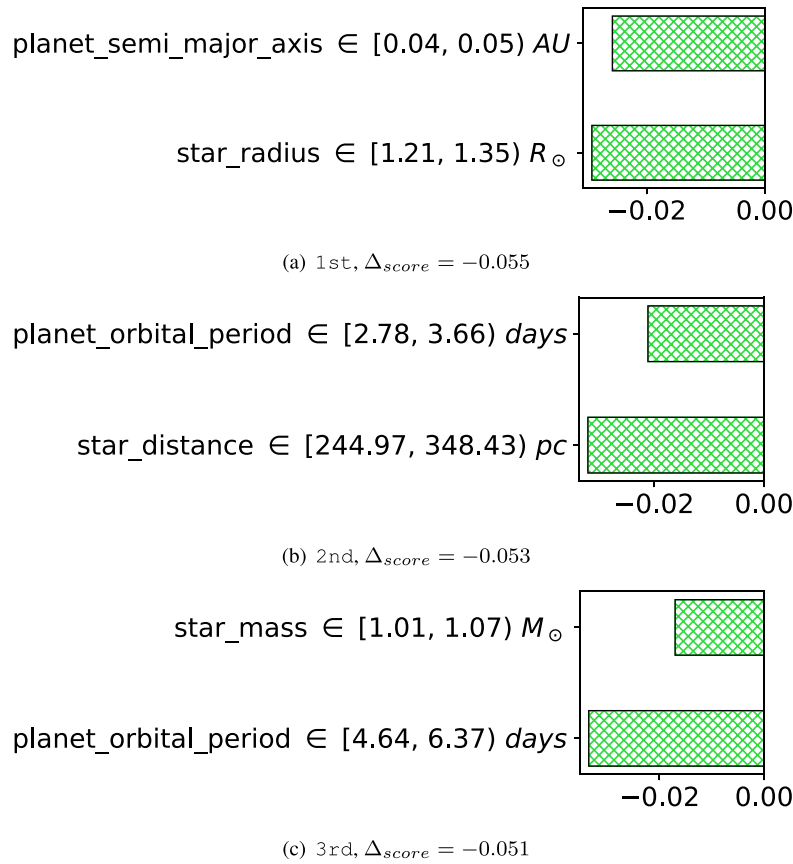 planet_semi_major_axis ∈ [0.04, 0.05) AU
star_radius ∈ [1.21, 1.35) R⊙
−0.02 0.00
(a) 1st, Δscore = −0.055
planet_orbital_period ∈ [2.78, 3.66) days
star_distance ∈ [244.97, 348.43) pc
−0.02 0.00
(b) 2nd, Δscore = −0.053
star_mass ∈ [1.01, 1.07) M⊙
planet_orbital_period ∈ [4.64, 6.37) days
−0.02 0.00
(c) 3rd, Δscore = −0.051